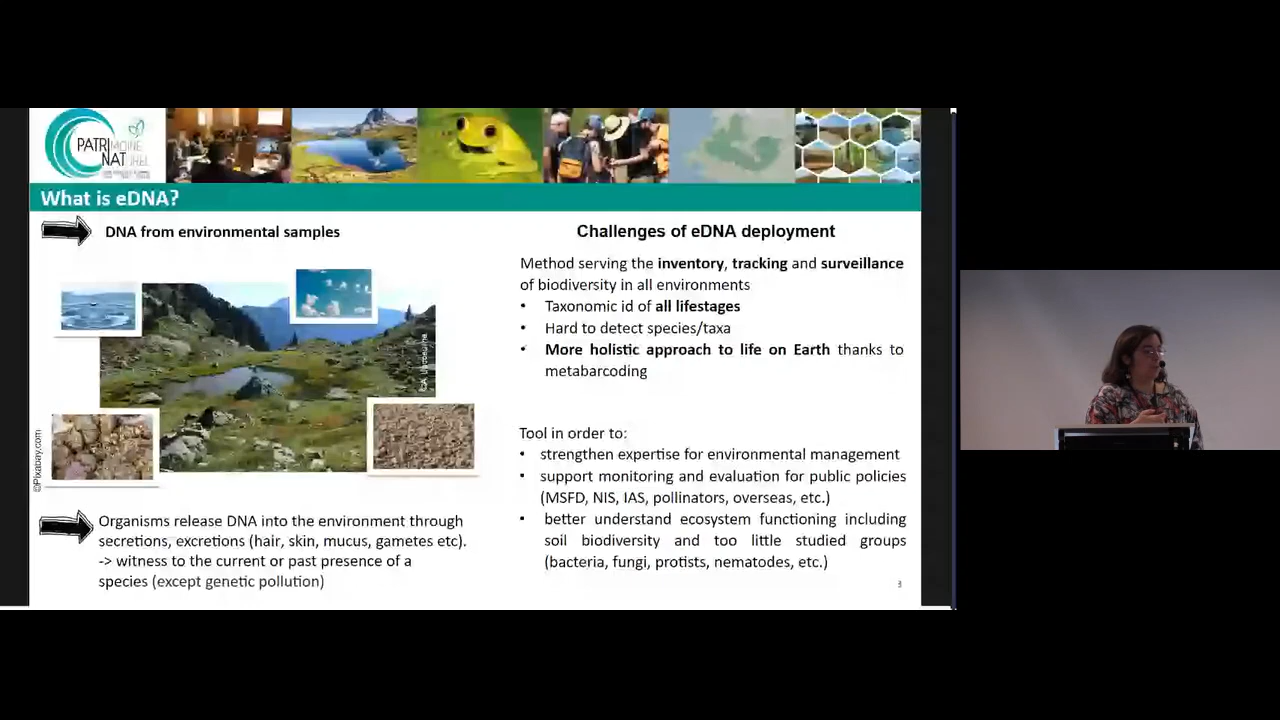 PATRIMOINE
NATUREL
What is eDNA?
DNA from environmental samples
©Pixabay.com
Organisms release DNA into the environment through
secretions, excretions (hair, skin, mucus, gametes etc).
-> witness to the current or past presence of a
species (except genetic pollution)
Challenges of eDNA deployment
Method serving the inventory, tracking and surveillance
of biodiversity in all environments
• Taxonomic id of all lifestages
• Hard to detect species/taxa
• More holistic approach to life on Earth thanks to
metabarcoding
Tool in order to:
• strengthen expertise for environmental management
• support monitoring and evaluation for public policies
(MSFD, NIS, IAS, pollinators, overseas, etc.)
• better understand ecosystem functioning including
soil biodiversity and too little studied groups
(bacteria, fungi, protists, nematodes, etc.)
3